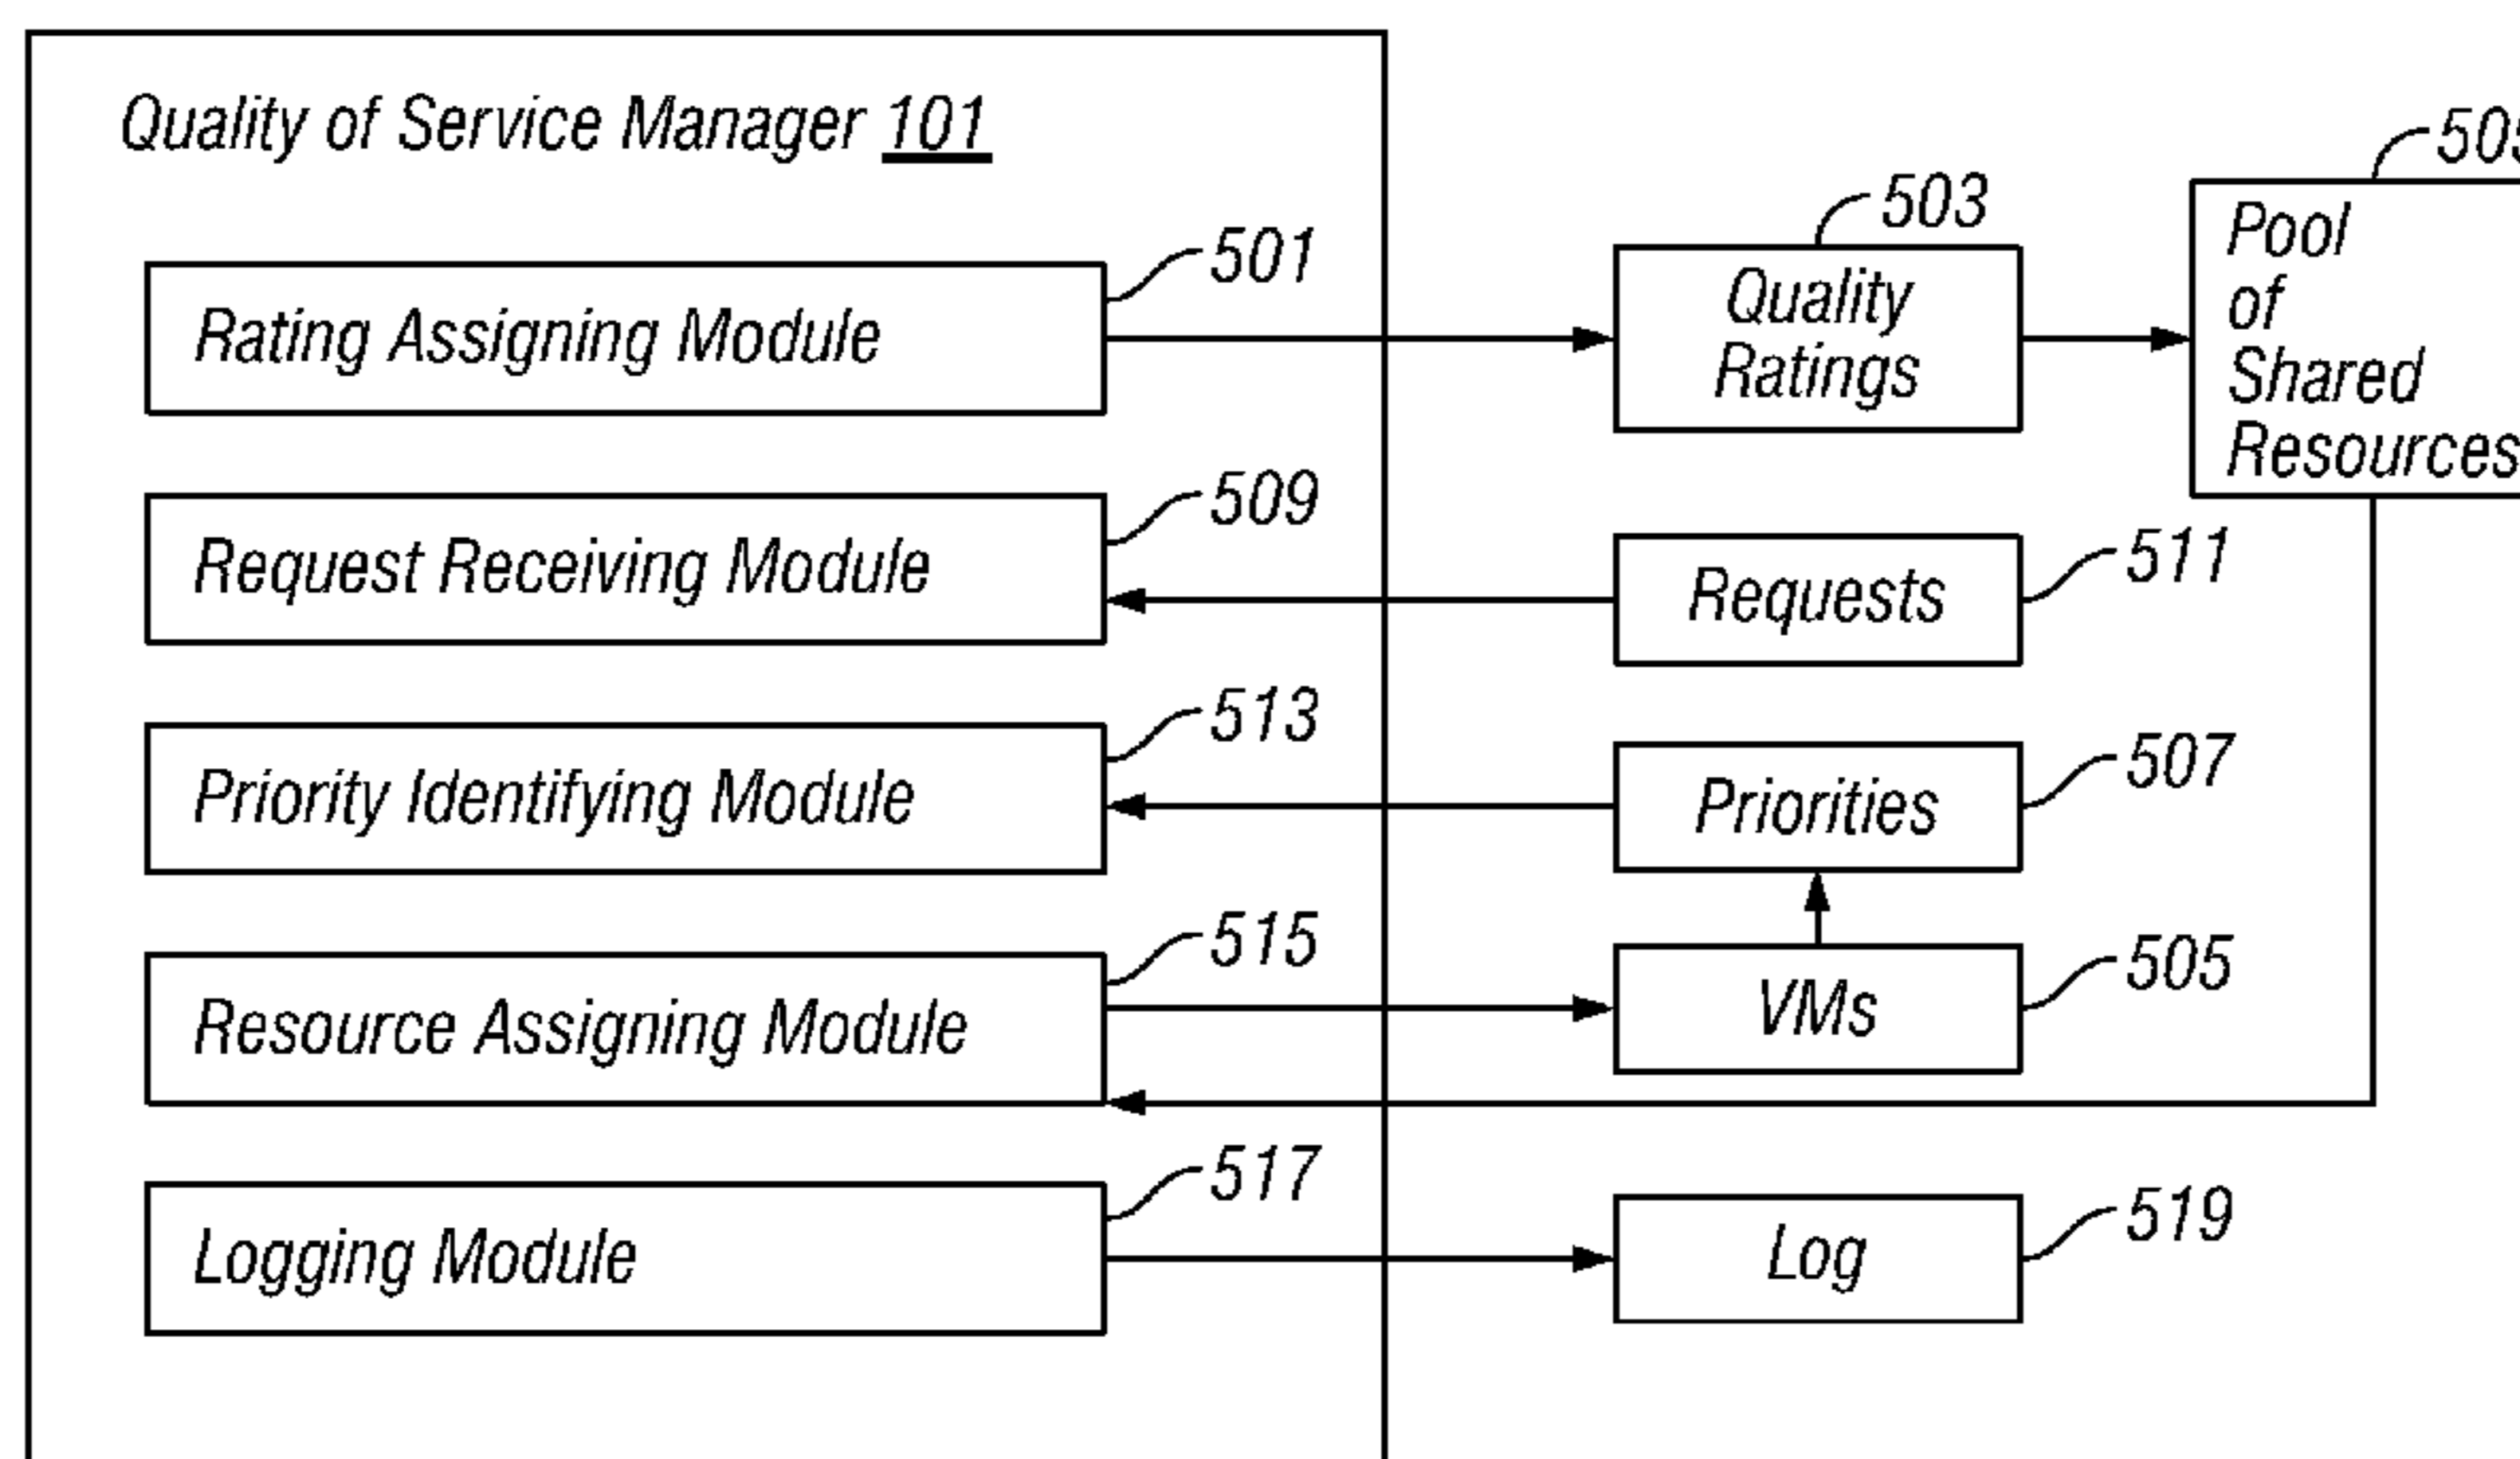 Quality of Service Manager 101
501
Rating Assigning Module
503
Quality
Ratings
Pool
of
Shared
Resources
509
Request Receiving Module
Requests
511
513
Priority Identifying Module
Priorities
507
515
Resource Assigning Module
VMs
505
517
Logging Module
Log
519